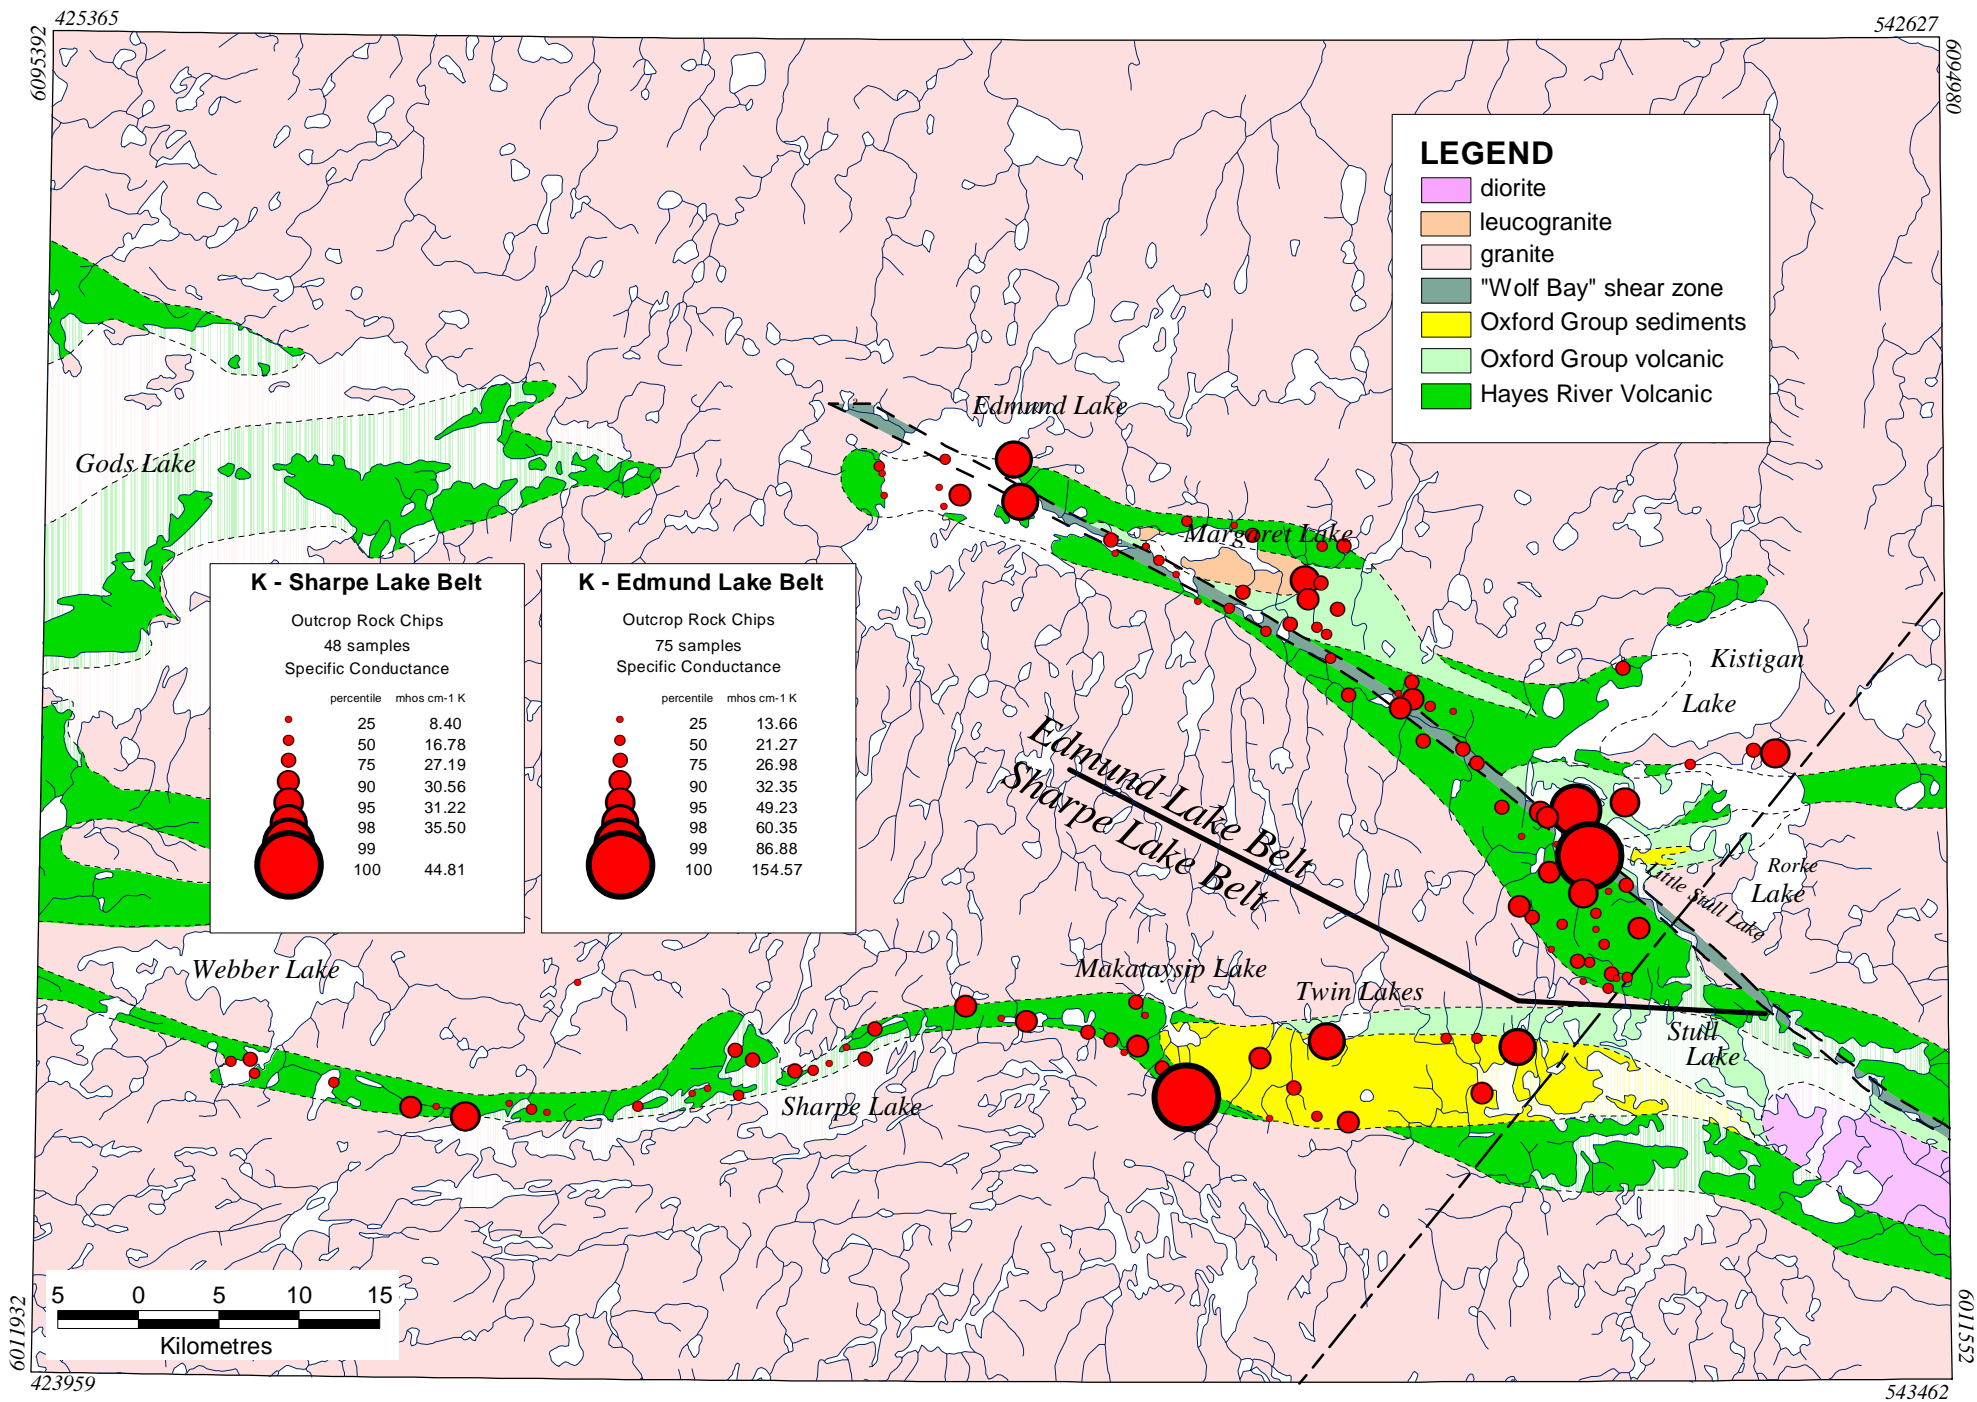 425365
542627
6095392
6094980
LEGEND
diorite
leucogranite
granite
"Wolf Bay" shear zone
Oxford Group sediments
Oxford Group volcanic
Hayes River Volcanic
Edmund Lake
Gods Lake
Margaret Lake
K - Sharpe Lake Belt
Outcrop Rock Chips
48 samples
Specific Conductance
percentile mhos cm-1 K
25 8.40
50 16.78
75 27.19
90 30.56
95 31.22
98 35.50
99
100 44.81
K - Edmund Lake Belt
Outcrop Rock Chips
75 samples
Specific Conductance
percentile mhos cm-1 K
25 13.66
50 21.27
75 26.98
90 32.35
95 49.23
98 60.35
99 86.88
100 154.57
Kistigan
Lake
Edmund Lake Belt
Sharpe Lake Belt
Rorke
Lake
Little Stull Lake
Webber Lake
Makataysip Lake
Twin Lakes
Stull
Lake
Sharpe Lake
5 0 5 10 15
Kilometres
6011932
6011552
423959
543462